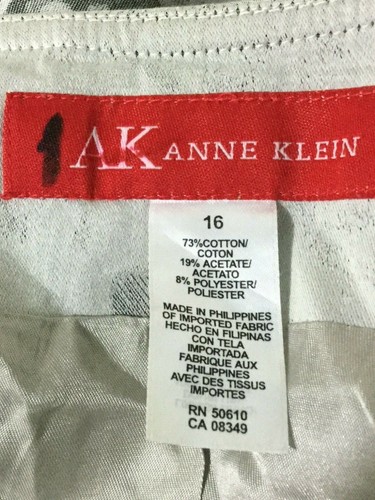 AK ANNE KLEIN
16
73%COTTON/
COTON
19% ACETATE/
ACETATO
8% POLYESTER/
POLIESTER
MADE IN PHILIPPINES
OF IMPORTED FABRIC
HECHO EN FILIPINAS
CON TELA
IMPORTADA
FABRIQUE AUX
PHILIPPINES
AVEC DES TISSUS
IMPORTES
RN 50610
CA 08349